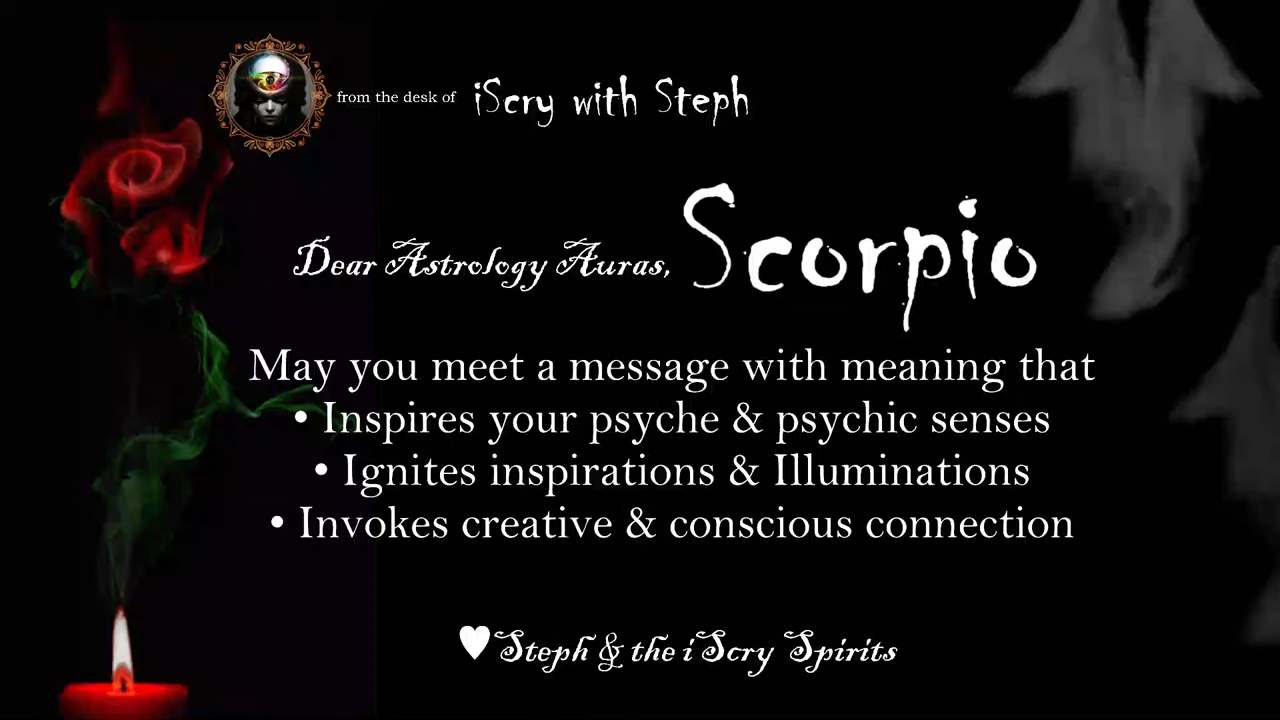 from the desk of iScry with Steph
Dear Astrology Auras, Scorpio
May you meet a message with meaning that
• Inspires your psyche & psychic senses
• Ignites inspirations & Illuminations
• Invokes creative & conscious connection
♥Steph & the iScry Spirits